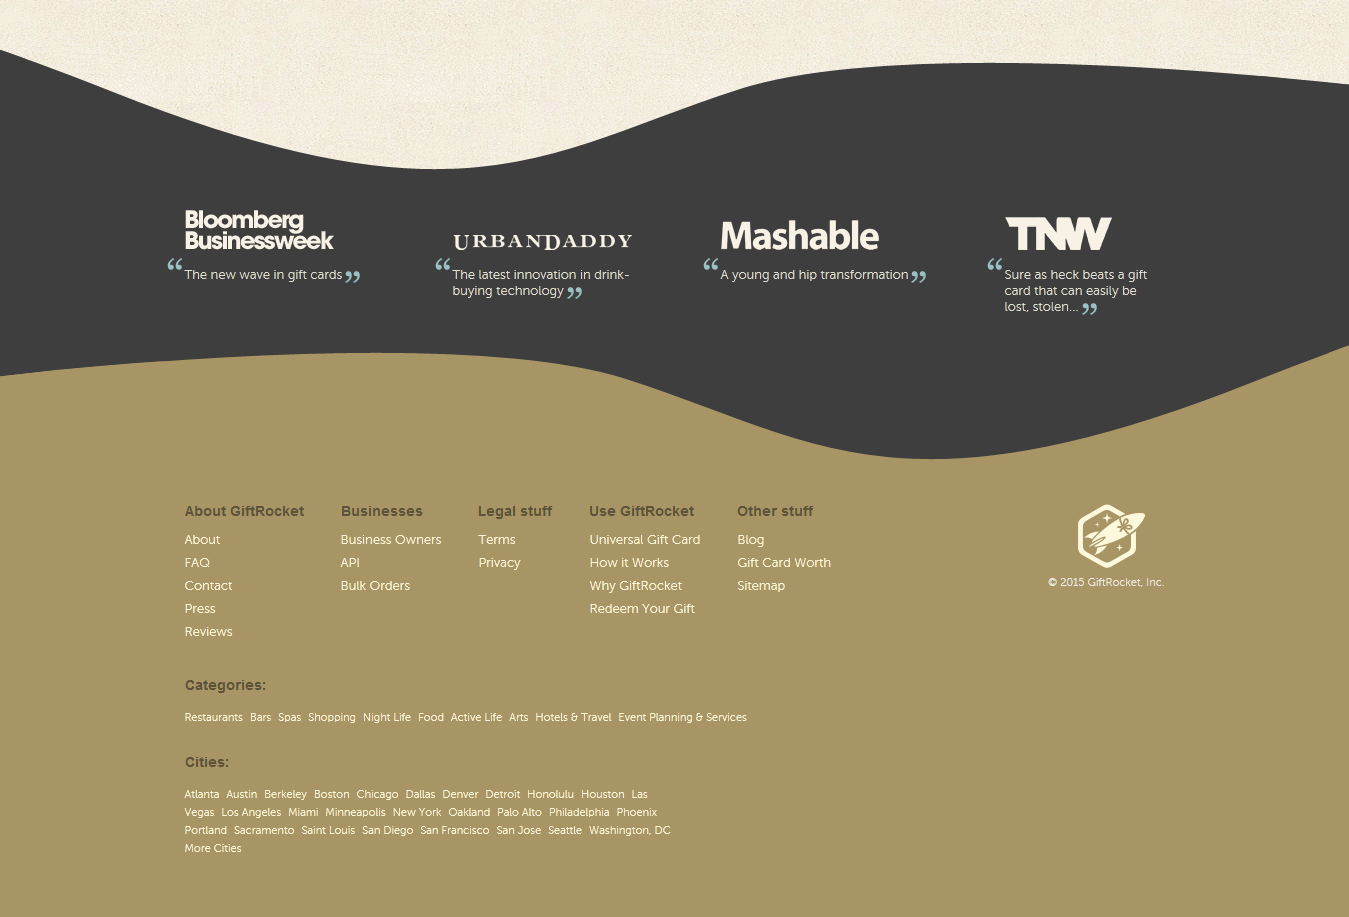 Bloomberg
Businessweek
“The new wave in gift cards”
URBANDADDY
“The latest innovation in drink-
buying technology”
Mashable
“A young and hip transformation”
TNW
“Sure as heck beats a gift
card that can easily be
lost, stolen...”
About GiftRocket
About
FAQ
Contact
Press
Reviews
Businesses
Business Owners
API
Bulk Orders
Legal stuff
Terms
Privacy
Use GiftRocket
Universal Gift Card
How it Works
Why GiftRocket
Redeem Your Gift
Other stuff
Blog
Gift Card Worth
Sitemap
© 2015 GiftRocket, Inc.
Categories:
Restaurants Bars Spas Shopping Night Life Food Active Life Arts Hotels & Travel Event Planning & Services
Cities:
Atlanta Austin Berkeley Boston Chicago Dallas Denver Detroit Honolulu Houston Las
Vegas Los Angeles Miami Minneapolis New York Oakland Palo Alto Philadelphia Phoenix
Portland Sacramento Saint Louis San Diego San Francisco San Jose Seattle Washington, DC
More Cities